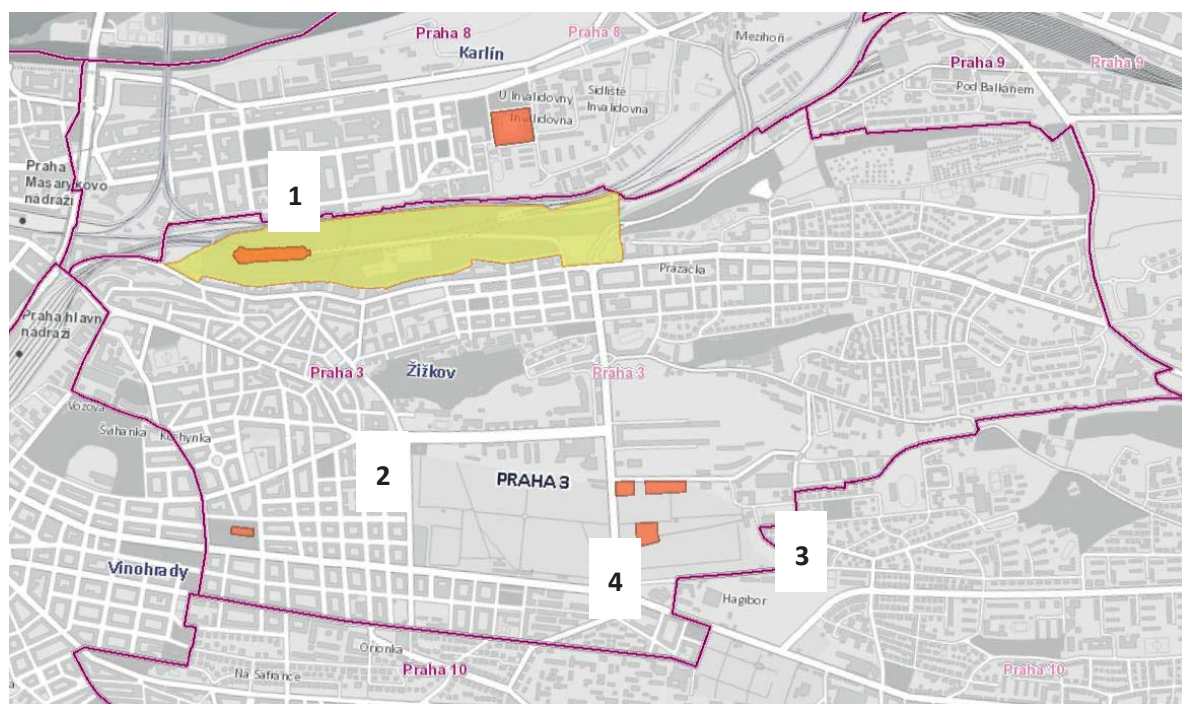 Praha 8
Praha 8
Karlín
Mezihoří
Praha 9
Praha 9
Pod Balkánem
U Invalidovny
Sídliště
Invalidovna
Invalidovna
Praha
Masarykovo
nádraží
1
Pražačka
Praha hlavní
nádraží
Praha 3
Žižkov
Praha 3
Vozová
Švihanka
Kuchyňka
2
PRAHA 3
3
4
Vinohrady
Hagibor
Orionka
Praha 10
Praha 10
Na Šafránce